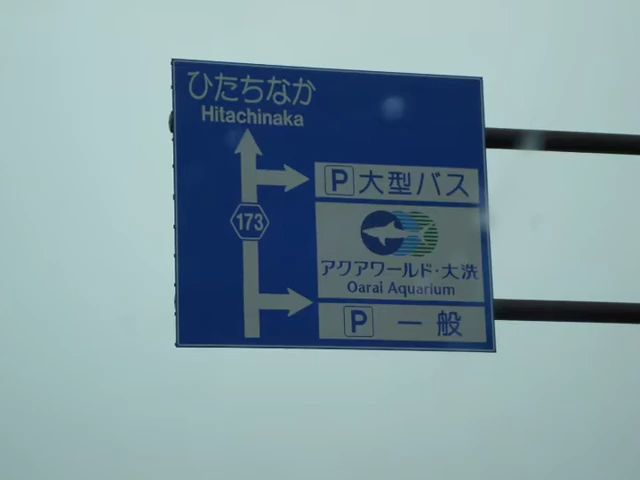 ひたちなか
Hitachinaka
P 大型バス
173
アクアワールド・大洗
Oarai Aquarium
P 一般